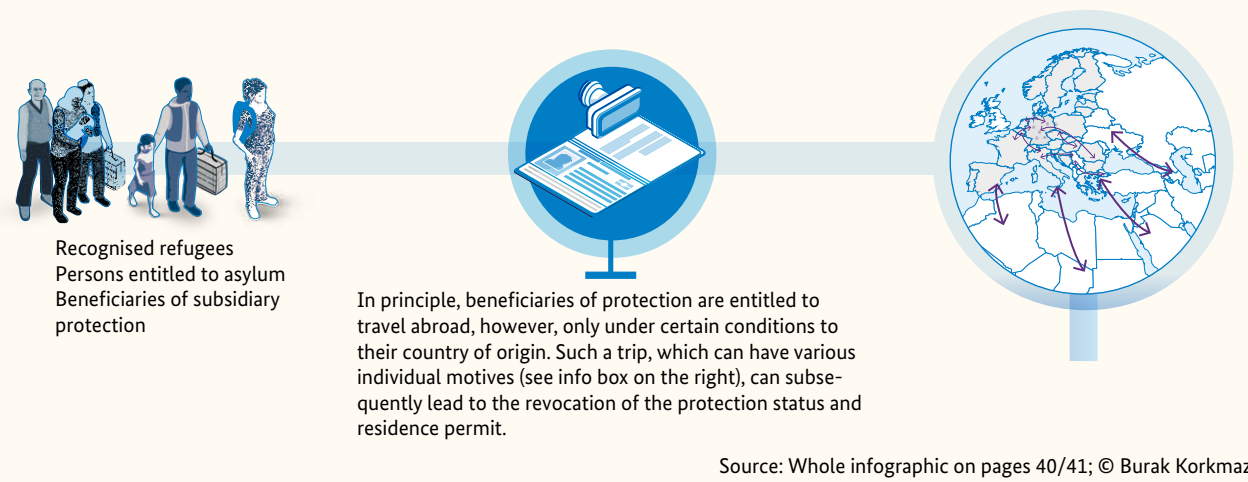 Recognised refugees
Persons entitled to asylum
Beneficiaries of subsidiary
protection
In principle, beneficiaries of protection are entitled to
travel abroad, however, only under certain conditions to
their country of origin. Such a trip, which can have various
individual motives (see info box on the right), can subse-
quently lead to the revocation of the protection status and
residence permit.
Source: Whole infographic on pages 40/41; © Burak Korkmaz